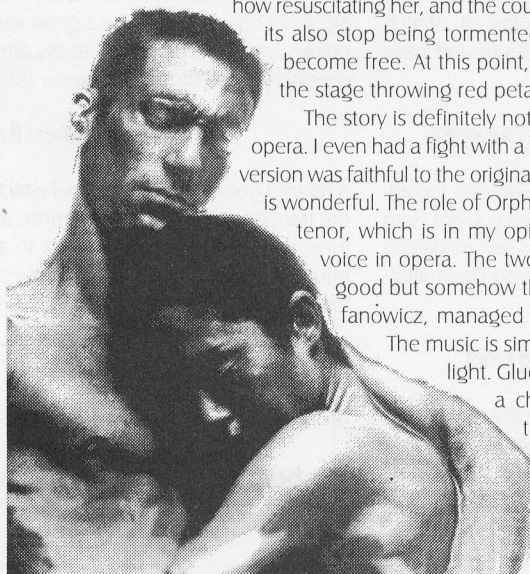 how resuscitating her, and the cou
its also stop being tormente
become free. At this point,
the stage throwing red peta
The story is definitely not
opera. I even had a fight with a
version was faithful to the origina
is wonderful. The role of Orph
tenor, which is in my opi
voice in opera. The two
good but somehow t
fanowicz, managed
The music is sim
light. Glu
a ch
t